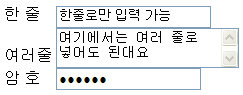 한 줄 한줄로만 입력 가능
여러줄 여기에서는 여러 줄로
넣어도 된대요
암 호 ●●●●●●